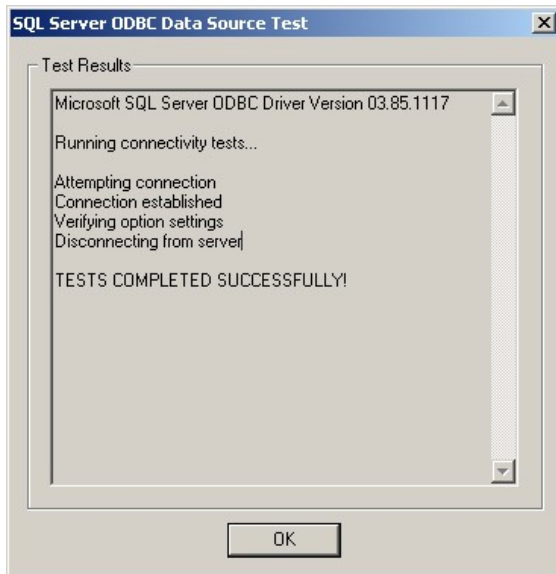 SQL Server ODBC Data Source Test
Test Results
Microsoft SQL Server ODBC Driver Version 03.85.1117
Running connectivity tests...
Attempting connection
Connection established
Verifying option settings
Disconnecting from server
TESTS COMPLETED SUCCESSFULLY!
OK